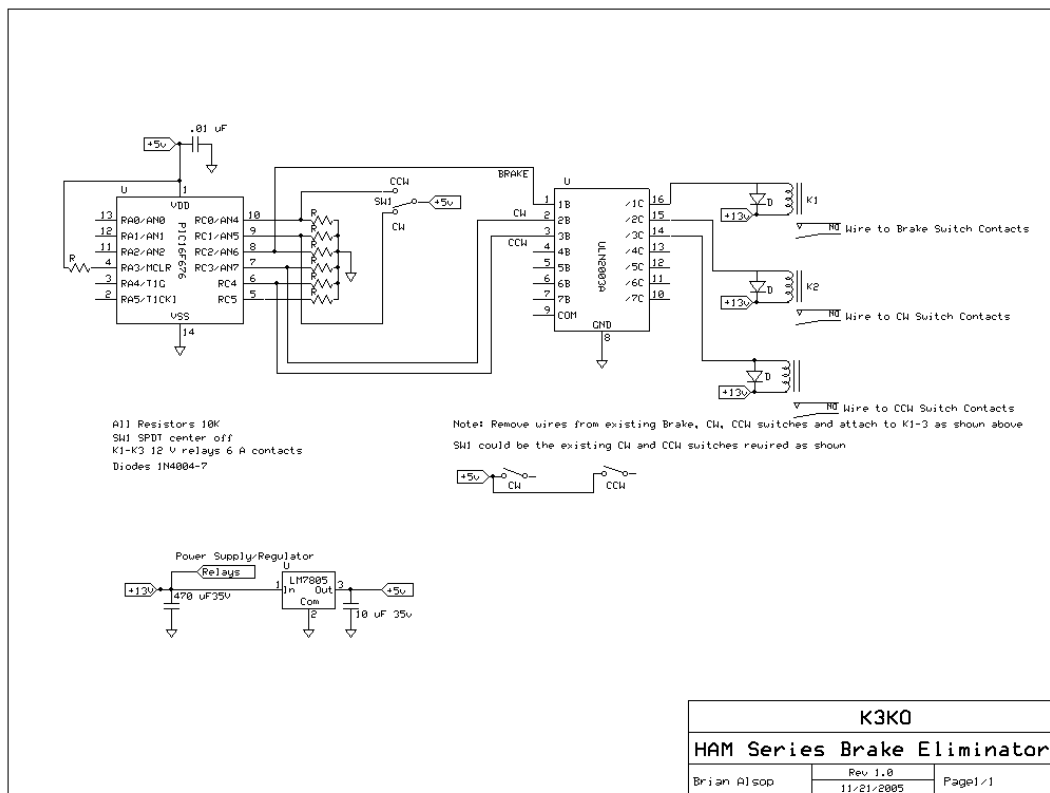 .01 uF
+5v
U
1
VDD
PIC16F676
13 RA0/AN0
12 RA1/AN1
11 RA2/AN2
R 4 RA3/MCLR
3 RA4/T1G
2 RA5/T1CKI
VSS
14
RC0/AN4 10 R
RC1/AN5 9 R
RC2/AN6 8 R
RC3/AN7 7 R
RC4 6 R
RC5 5 R
CCW
SW1
+5v
CW
BRAKE
CW
CCW
U
ULN2003A
1 1B
2 2B
3 3B
4 4B
5 5B
6 6B
7 7B
9 COM
GND
8
/1C 16
/2C 15
/3C 14
/4C 13
/5C 12
/6C 11
/7C 10
D K1
+13v
NO Wire to Brake Switch Contacts
D K2
+13v
NO Wire to CW Switch Contacts
D
+13v
NO Wire to CCW Switch Contacts
All Resistors 10K
SW1 SPDT center off
K1-K3 12 V relays 6 A contacts
Diodes 1N4004-7
Note: Remove wires from existing Brake, CW, CCW switches and attach to K1-3 as shown above
SW1 could be the existing CW and CCW switches rewired as shown
+5v
CW
CCW
Power Supply/Regulator
Relays
U
LM7805
+13V
1 In Out 3
Com
2
+5v
470 uF35V
10 uF 35v
K3KO
HAM Series Brake Eliminator
Brian Alsop
Rev 1.0
11/21/2005
Page1/1